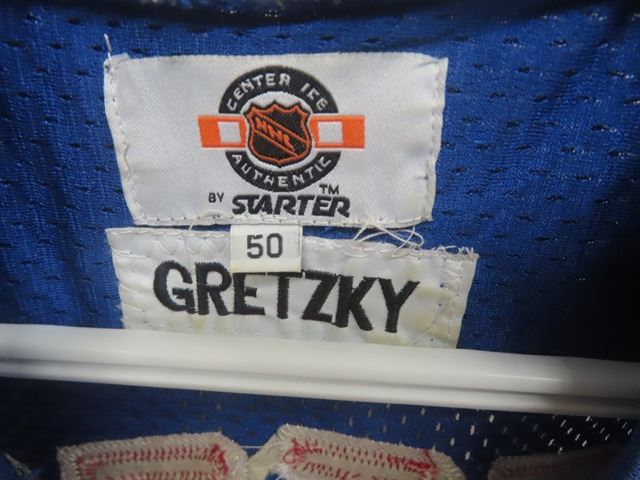 CENTER ICE
NHL
AUTHENTIC
BY STARTER™
50
GRETZKY